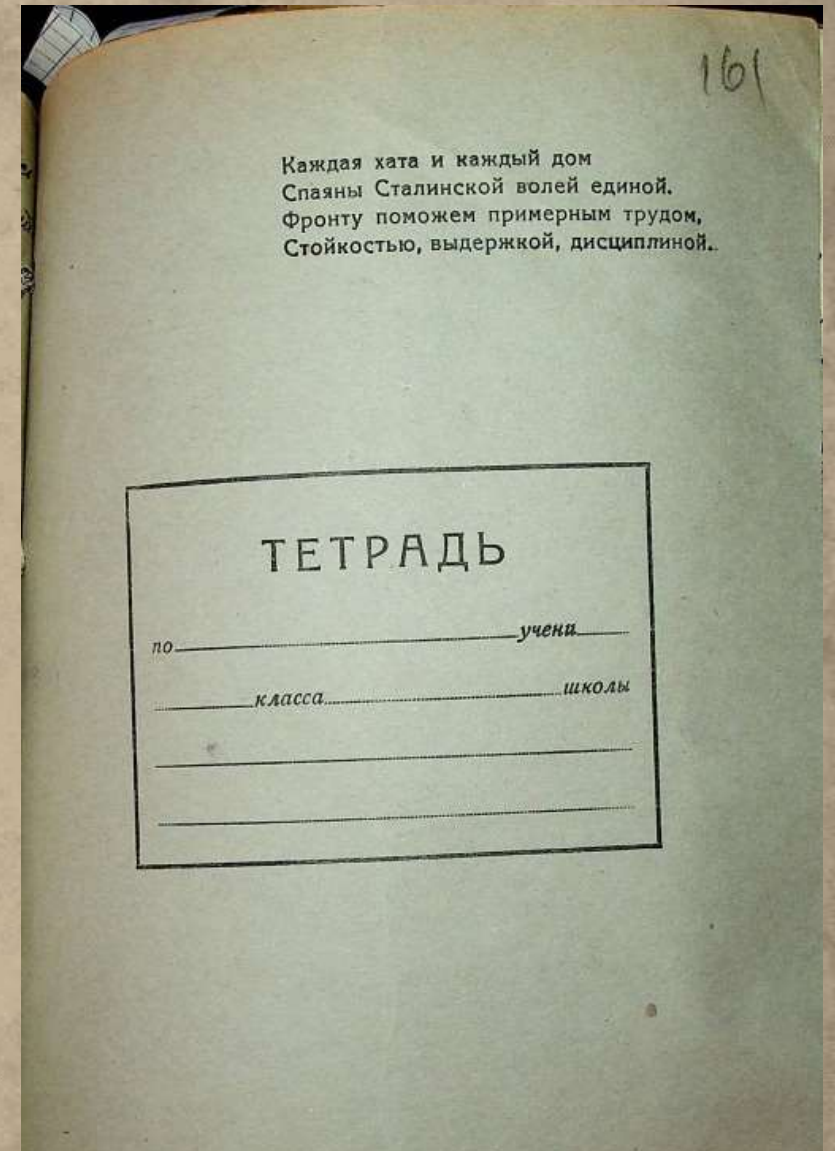 161
Каждая хата и каждый дом
Спаяны Сталинской волей единой.
Фронту поможем примерным трудом,
Стойкостью, выдержкой, дисциплиной.
ТЕТРАДЬ
по учени
класса школы